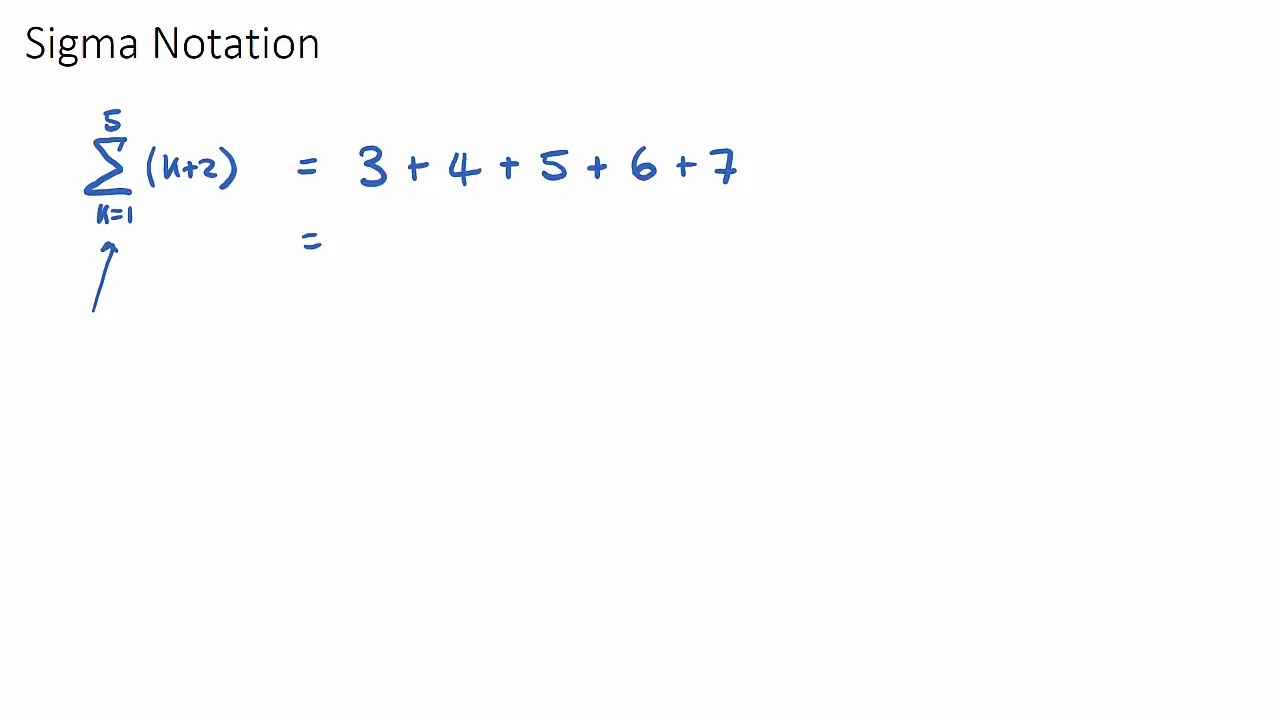 Sigma Notation
5
∑ (k+2) = 3 + 4 + 5 + 6 + 7
k=1
=